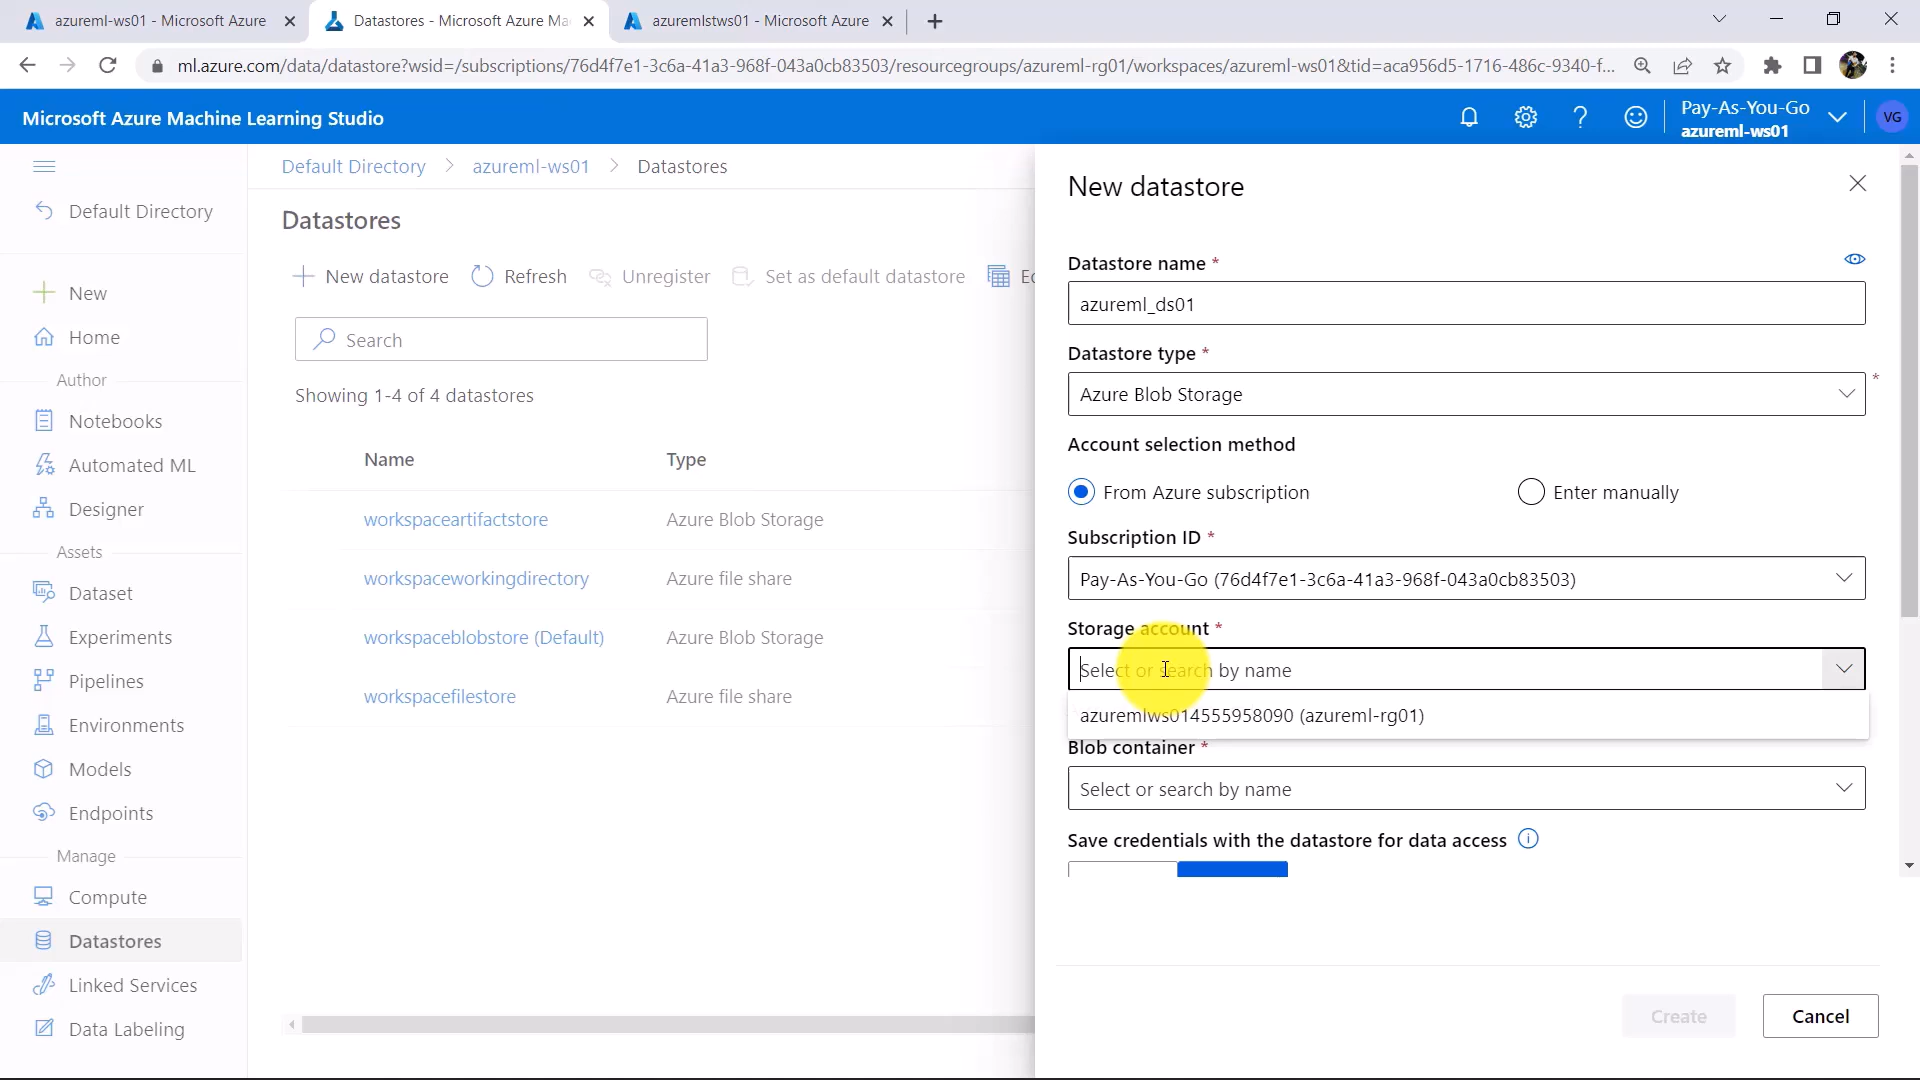 azureml-ws01 - Microsoft Azure
Datastores - Microsoft Azure Ma
azuremlstws01 - Microsoft Azure
ml.azure.com/data/datastore?wsid=/subscriptions/76d4f7e1-3c6a-41a3-968f-043a0cb83503/resourcegroups/azureml-rg01/workspaces/azureml-ws01&tid=aca956d5-1716-486c-9340-f...
Microsoft Azure Machine Learning Studio
Pay-As-You-Go
azureml-ws01
VG
Default Directory
New
Home
Author
Notebooks
Automated ML
Designer
Assets
Dataset
Experiments
Pipelines
Environments
Models
Endpoints
Manage
Compute
Datastores
Linked Services
Data Labeling
Default Directory > azureml-ws01 > Datastores
Datastores
New datastore Refresh Unregister Set as default datastore
Search
Showing 1-4 of 4 datastores
Name Type
workspaceartifactstore Azure Blob Storage
workspaceworkingdirectory Azure file share
workspaceblobstore (Default) Azure Blob Storage
workspacefilestore Azure file share
New datastore
Datastore name *
azureml_ds01
Datastore type *
Azure Blob Storage
*
Account selection method
From Azure subscription Enter manually
Subscription ID *
Pay-As-You-Go (76d4f7e1-3c6a-41a3-968f-043a0cb83503)
Storage account *
Select or search by name
azuremlws014555958090 (azureml-rg01)
Blob container *
Select or search by name
Save credentials with the datastore for data access
Create Cancel